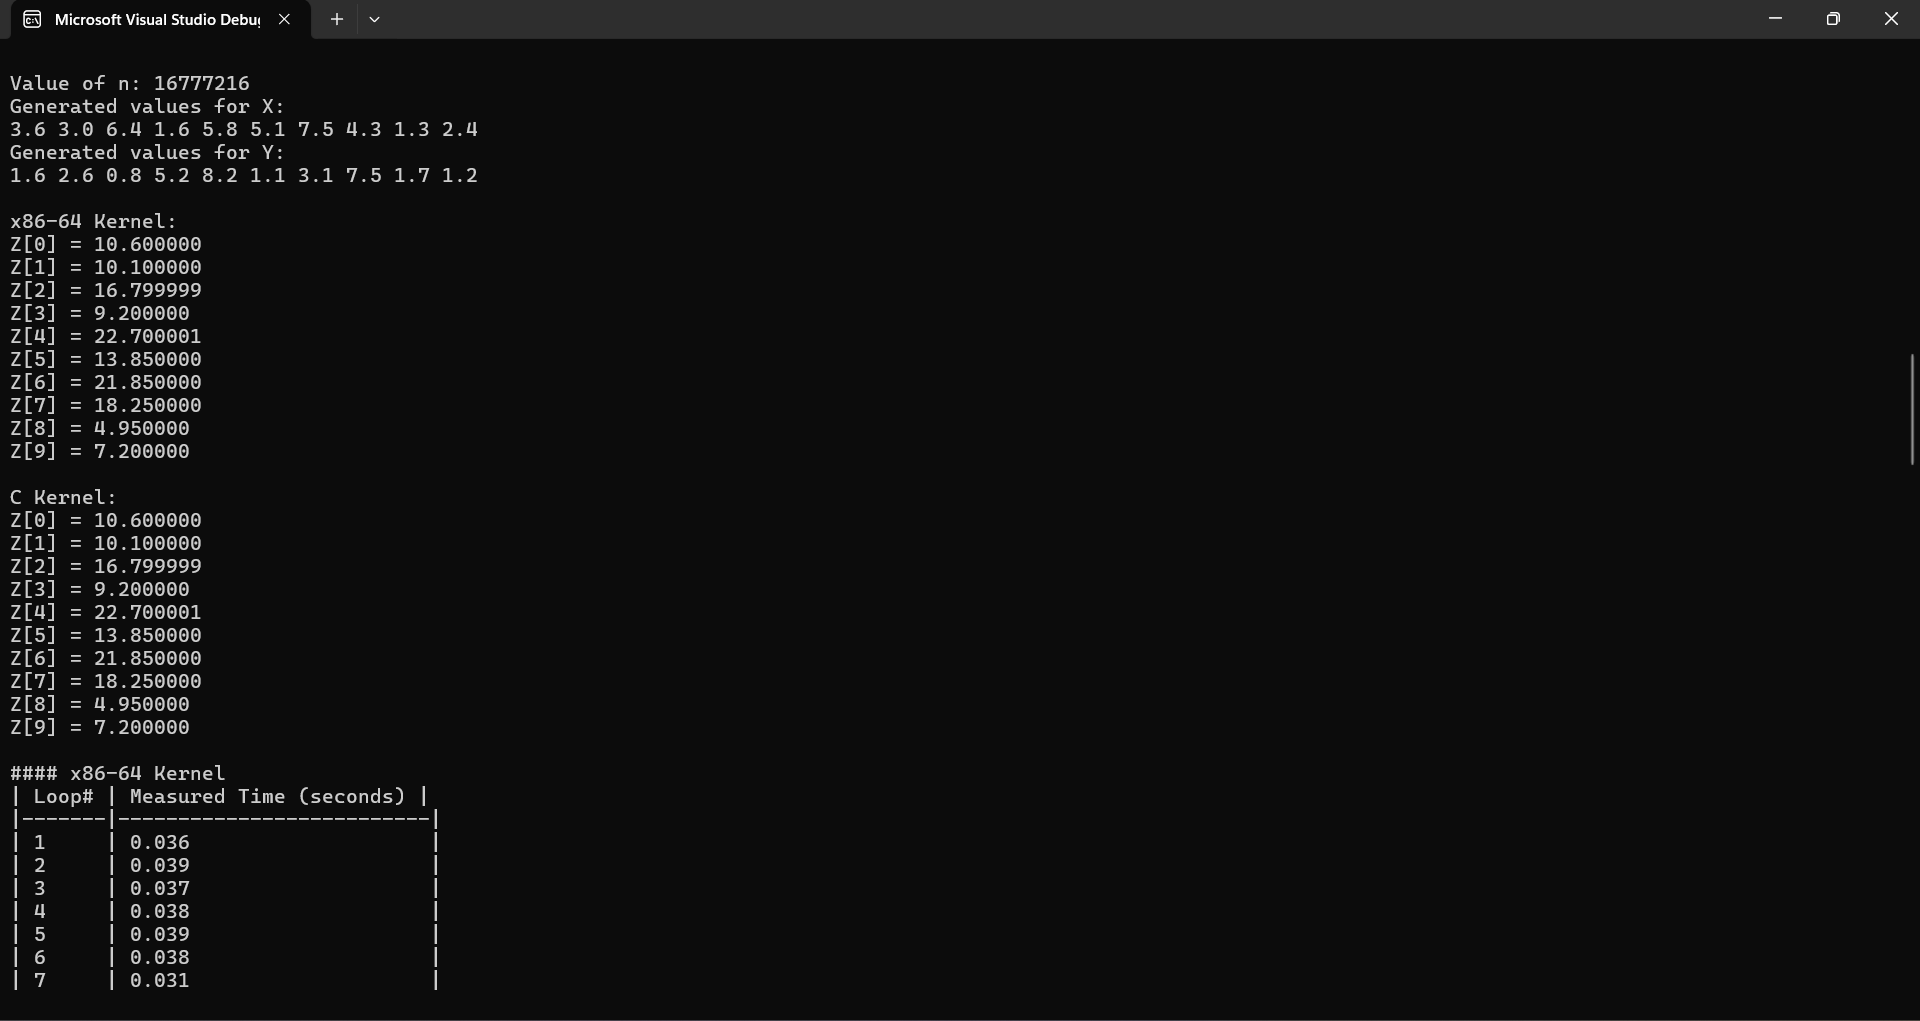 Microsoft Visual Studio Debug
Value of n: 16777216
Generated values for X:
3.6 3.0 6.4 1.6 5.8 5.1 7.5 4.3 1.3 2.4
Generated values for Y:
1.6 2.6 0.8 5.2 8.2 1.1 3.1 7.5 1.7 1.2
x86-64 Kernel:
Z[0] = 10.600000
Z[1] = 10.100000
Z[2] = 16.799999
Z[3] = 9.200000
Z[4] = 22.700001
Z[5] = 13.850000
Z[6] = 21.850000
Z[7] = 18.250000
Z[8] = 4.950000
Z[9] = 7.200000
C Kernel:
Z[0] = 10.600000
Z[1] = 10.100000
Z[2] = 16.799999
Z[3] = 9.200000
Z[4] = 22.700001
Z[5] = 13.850000
Z[6] = 21.850000
Z[7] = 18.250000
Z[8] = 4.950000
Z[9] = 7.200000
#### x86-64 Kernel
| Loop# | Measured Time (seconds) |
|-------|--------------------------|
| 1     | 0.036                    |
| 2     | 0.039                    |
| 3     | 0.037                    |
| 4     | 0.038                    |
| 5     | 0.039                    |
| 6     | 0.038                    |
| 7     | 0.031                    |